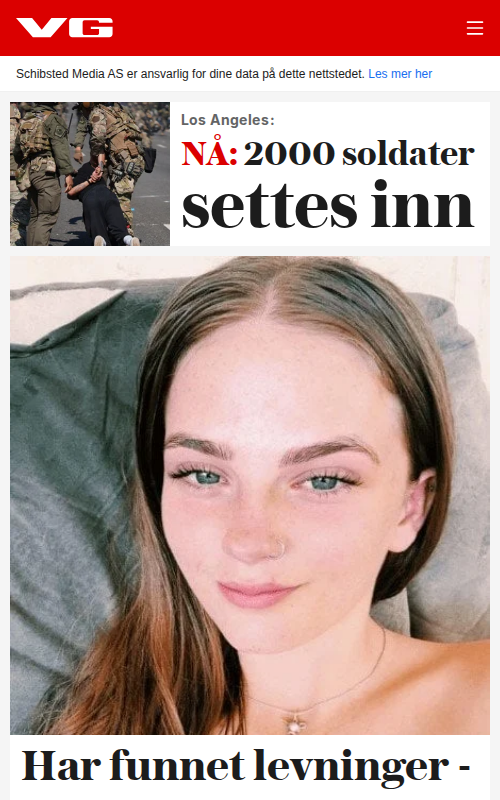 VG
Schibsted Media AS er ansvarlig for dine data på dette nettstedet. Les mer her
Los Angeles:
NÅ: 2000 soldater
settes inn
Har funnet levninger -